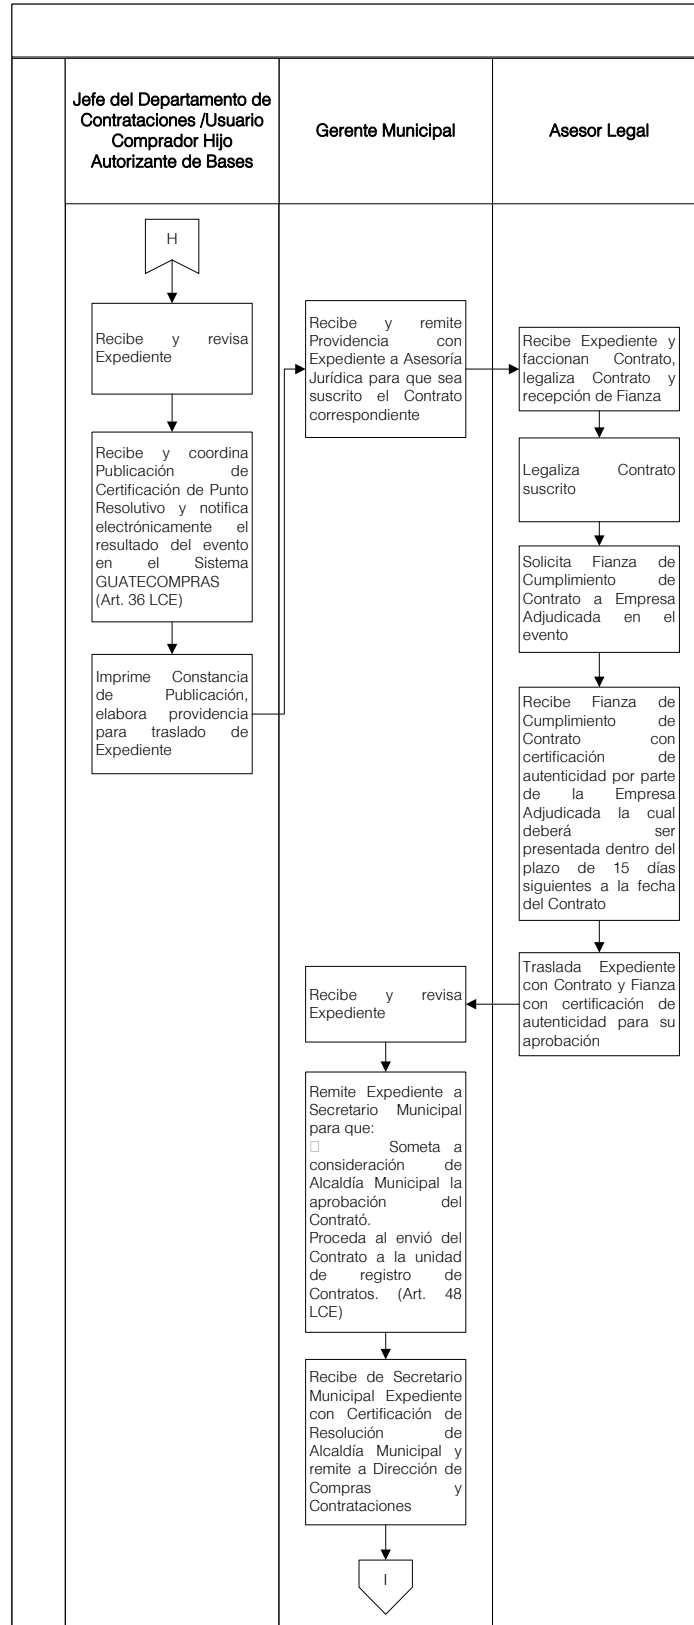 Jefe del Departamento de
Contrataciones /Usuario
Comprador Hijo
Autorizante de Bases
Gerente Municipal
Asesor Legal
H
Recibe y revisa
Expediente
Recibe y coordina
Publicación de
Certificación de Punto
Resolutivo y notifica
electrónicamente el
resultado del evento
en el Sistema
GUATECOMPRAS
(Art. 36 LCE)
Imprime Constancia
de Publicación,
elabora providencia
para traslado de
Expediente
Recibe y remite
Providencia con
Expediente a Asesoría
Jurídica para que sea
suscrito el Contrato
correspondiente
Recibe Expediente y
faccionan Contrato,
legaliza Contrato y
recepción de Fianza
Legaliza Contrato
suscrito
Solicita Fianza de
Cumplimiento de
Contrato a Empresa
Adjudicada en el
evento
Recibe Fianza de
Cumplimiento de
Contrato con
certificación de
autenticidad por parte
de la Empresa
Adjudicada la cual
deberá ser
presentada dentro del
plazo de 15 días
siguientes a la fecha
del Contrato
Traslada Expediente
con Contrato y Fianza
con certificación de
autenticidad para su
aprobación
Recibe y revisa
Expediente
Remite Expediente a
Secretario Municipal
para que:
Someta a
consideración de
Alcaldía Municipal la
aprobación del
Contrató.
Proceda al envió del
Contrato a la unidad
de registro de
Contratos. (Art. 48
LCE)
Recibe de Secretario
Municipal Expediente
con Certificación de
Resolución de
Alcaldía Municipal y
remite a Dirección de
Compras y
Contrataciones
I